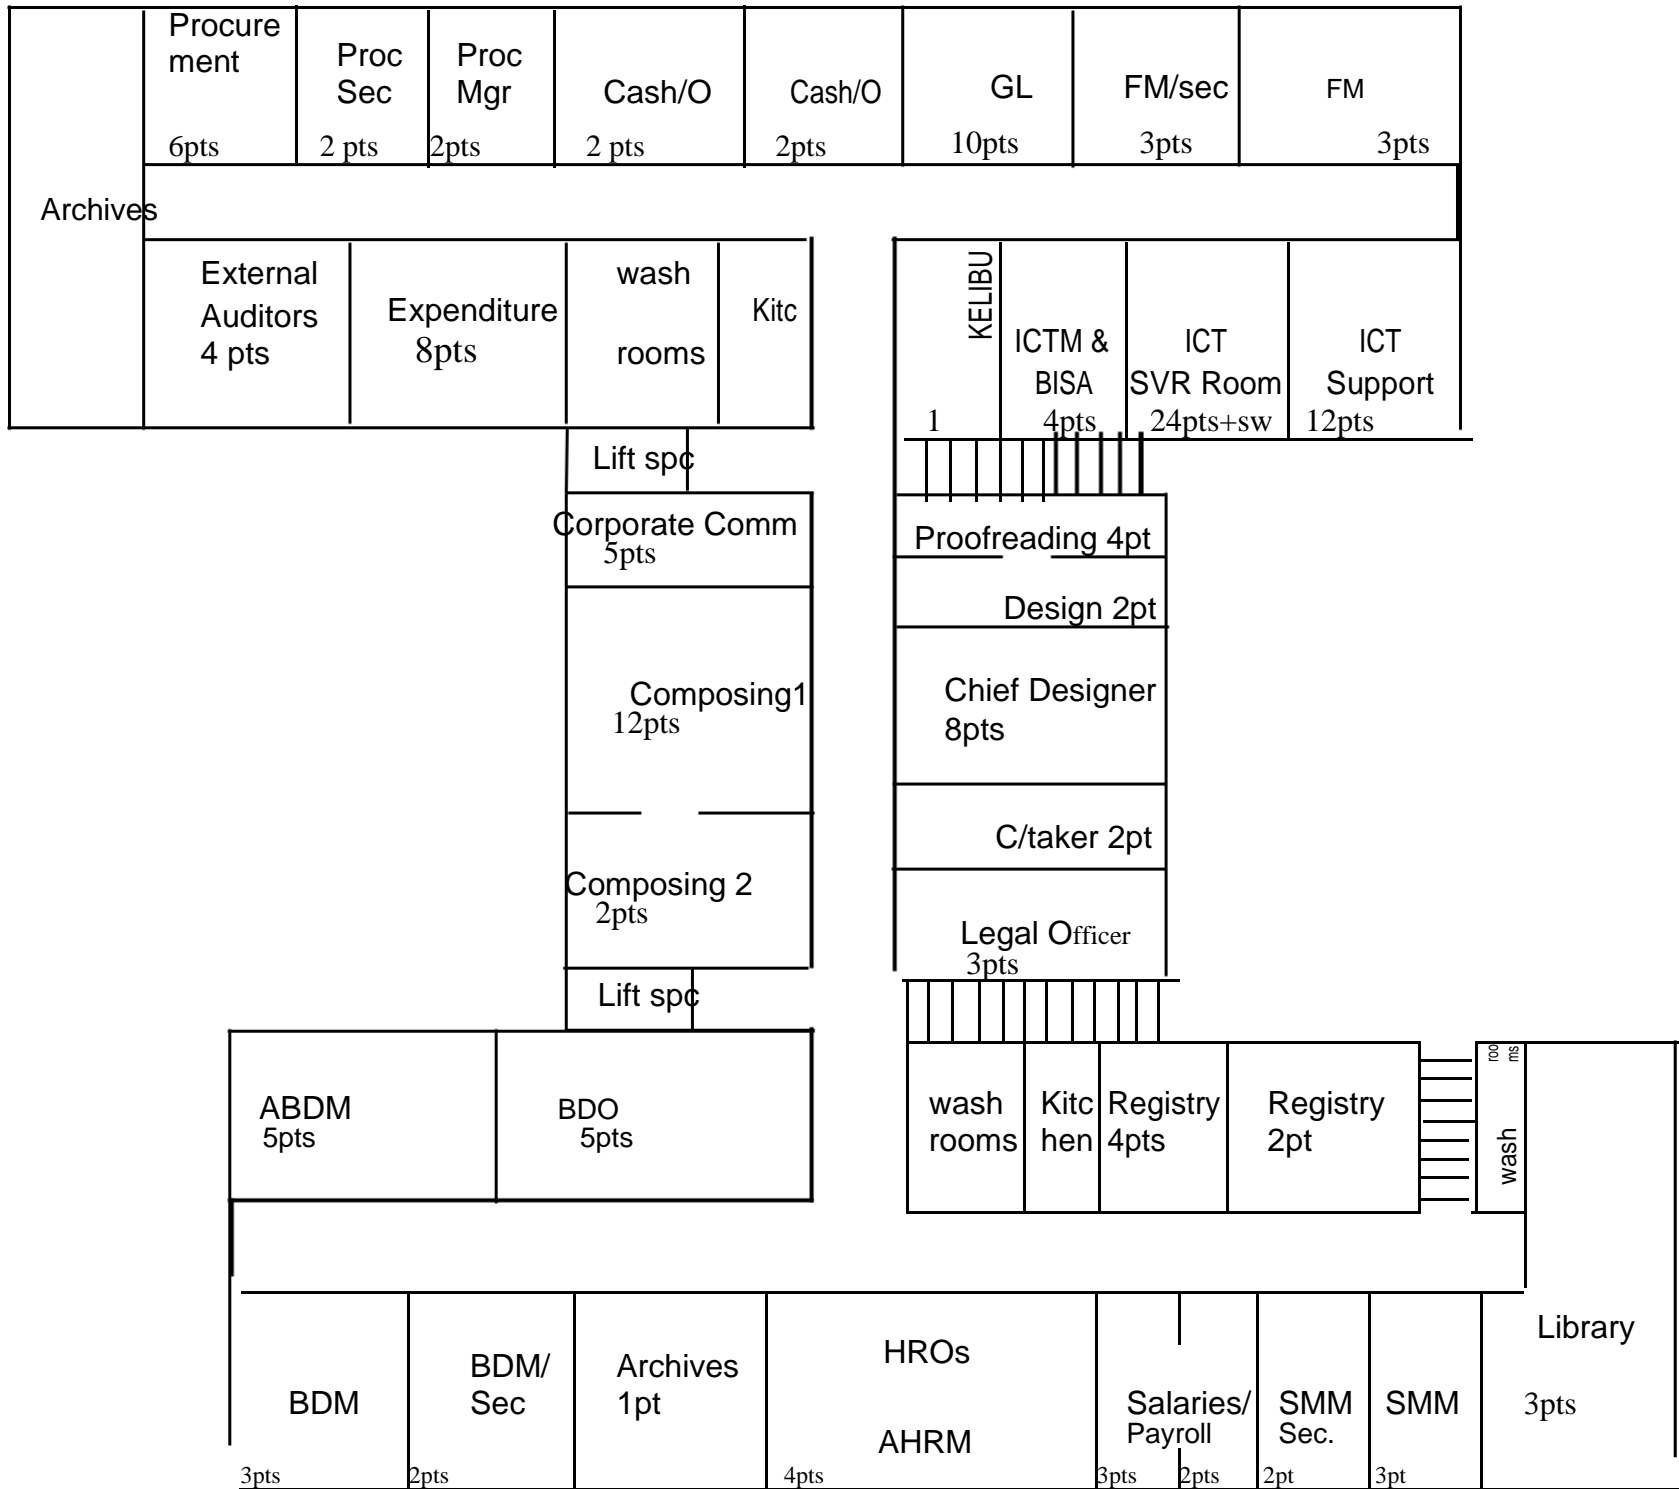 Procure
ment
6pts
Proc
Sec
2 pts
Proc
Mgr
2pts
Cash/O
2 pts
Cash/O
2pts
GL
10pts
FM/sec
3pts
FM
3pts
Archives
External
Auditors
4 pts
Expenditure
8pts
wash
rooms
Kitc
KELIBU
1
ICTM &
BISA
4pts
ICT
SVR Room
24pts+sw
ICT
Support
12pts
Lift spc
Corporate Comm
5pts
Composing1
12pts
Composing 2
2pts
Lift spc
Proofreading 4pt
Design 2pt
Chief Designer
8pts
C/taker 2pt
Legal Officer
3pts
ABDM
5pts
BDO
5pts
wash
rooms
Kitc
hen
Registry
4pts
Registry
2pt
wash
roo
ms
BDM
3pts
BDM/
Sec
2pts
Archives
1pt
HROs
AHRM
4pts
Salaries/
Payroll
3pts
2pts
SMM
Sec.
2pt
SMM
3pt
Library
3pts